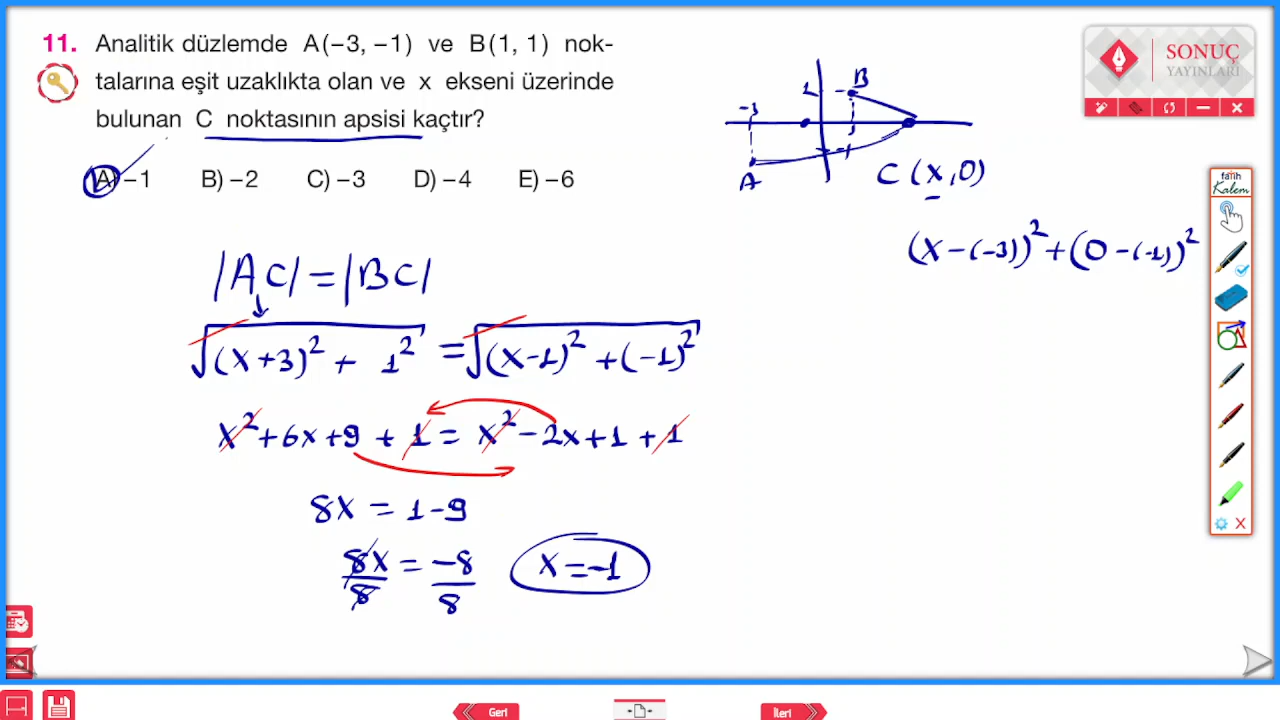 11. Analitik düzlemde A(−3, −1) ve B(1, 1) nok-
talarına eşit uzaklıkta olan ve x ekseni üzerinde
bulunan C noktasının apsisi kaçtır?
A) −1 B) −2 C) −3 D) −4 E) −6
SONUÇ
YAYINLARI
-3 1 B
1
-1
A
C (x,0)
(x-(-3))² + (0-(-1))²
|AC| = |BC|
√(x+3)² + 1² = √(x-1)² + (-1)²
x² + 6x + 9 + 1 = x² - 2x + 1 + 1
8x = 1-9
8x/8 = -8/8 x = -1
fatih
Kalem
Geri
İleri